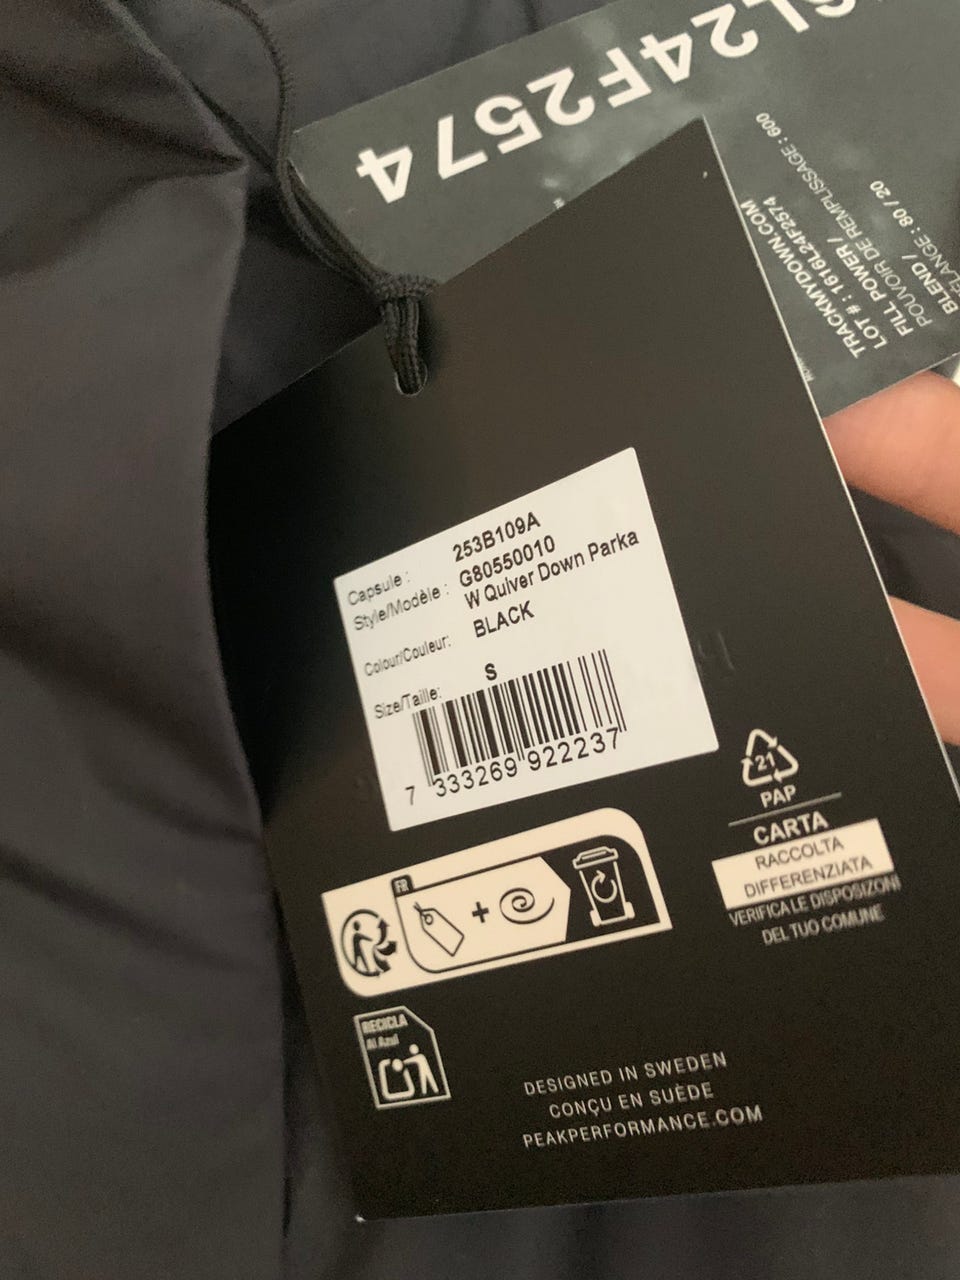 6L24F2574
TRACKMYDOWN.COM
LOT # : 1616L24F2574
FILL POWER /
POUVOIR DE REMPLISSAGE : 600
BLEND /
MÉLANGE : 80 / 20
Capsule : 253B109A
Style/Modèle : G80550010
W Quiver Down Parka
Colour/Couleur: BLACK
Size/Taille: S
7 333269 922237
21
PAP
CARTA
RACCOLTA
DIFFERENZIATA
VERIFICA LE DISPOSIZONI
DEL TUO COMUNE
FR
+
RECICLA
Al Azul
DESIGNED IN SWEDEN
CONÇU EN SUÈDE
PEAKPERFORMANCE.COM